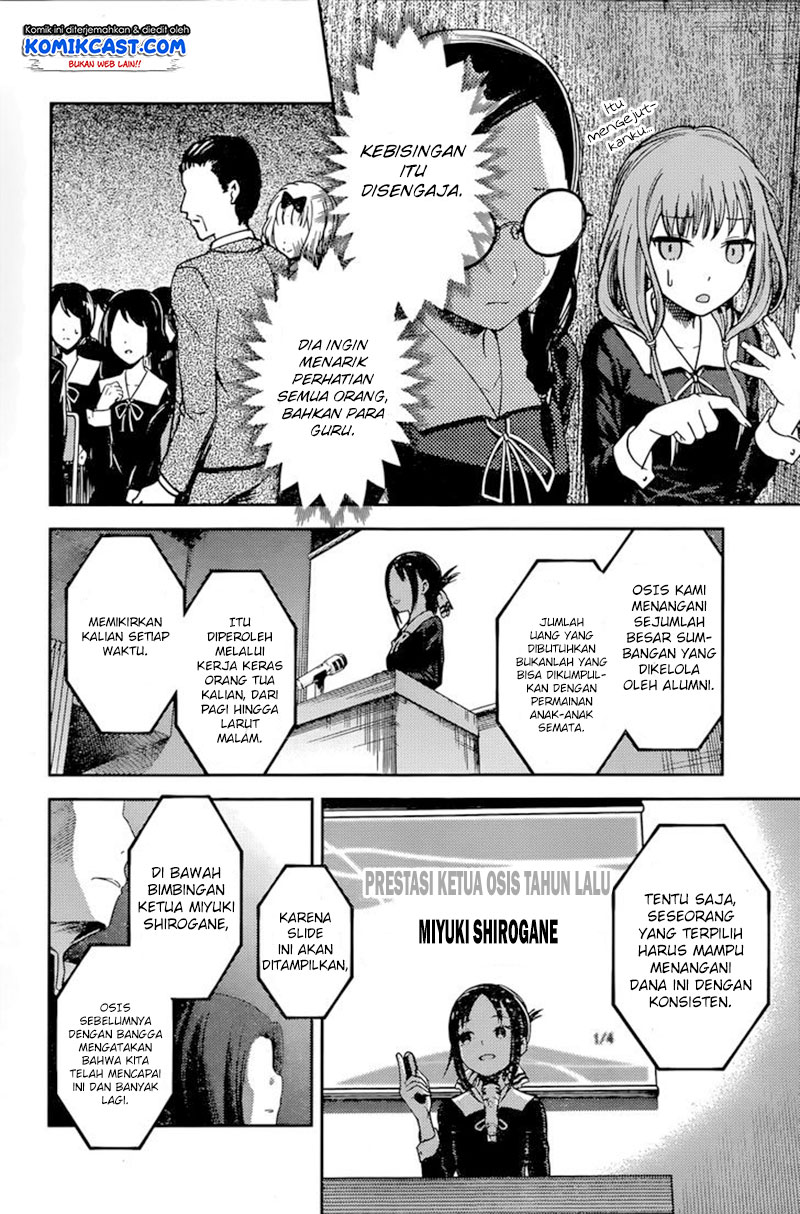 Komik ini diterjemahkan & diedit oleh
KOMIKCAST.COM
BUKAN WEB LAIN!!
Itu
mengejut-
kanku...
KEBISINGAN
ITU
DISENGAJA.
DIA INGIN
MENARIK
PERHATIAN
SEMUA ORANG,
BAHKAN PARA
GURU.
OSIS KAMI
MENANGANI
SEJUMLAH
BESAR SUM-
BANGAN YANG
DIKELOLA
OLEH ALUMNI.
JUMLAH
UANG YANG
DIBUTUHKAN
BUKANLAH YANG
BISA DIKUMPUL-
KAN DENGAN
PERMAINAN
ANAK-ANAK
SEMATA.
ITU
DIPEROLEH
MELALUI
KERJA KERAS
ORANG TUA
KALIAN, DARI
PAGI HINGGA
LARUT
MALAM.
MEMIKIRKAN
KALIAN SETIAP
WAKTU.
TENTU SAJA,
SESEORANG
YANG
TERPILIH
HARUS MAMPU
MENANGANI
DANA INI DENGAN
KONSISTEN.
PRESTASI KETUA OSIS TAHUN LALU
MIYUKI SHIROGANE
1/4
KARENA
SLIDE
INI AKAN
DITAMPILKAN,
DI BAWAH
BIMBINGAN
KETUA MIYUKI
SHIROGANE,
OSIS
SEBELUMNYA
DENGAN BANGGA
MENGATAKAN
BAHWA KITA
TELAH MENCAPAI
INI DAN BANYAK
LAGI.